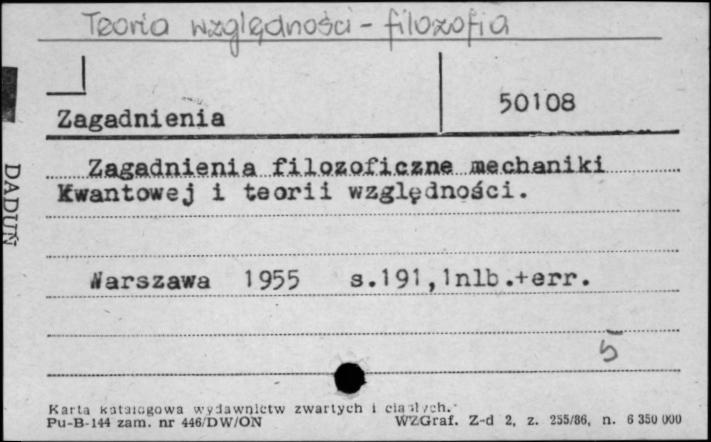 Teoria względności - filozofia
50108
Zagadnienia
Zagadnienia filozoficzne mechaniki
Kwantowej i teorii względności.
DADUŃ
Warszawa 1955 s.191,1nlb.+err.
5
Karta katalogowa wydawnictw zwartych i ciągłych.
Pu-B-144 zam. nr 446/DW/ON WZGraf. Z-d 2, z. 255/86, n. 6 350 000